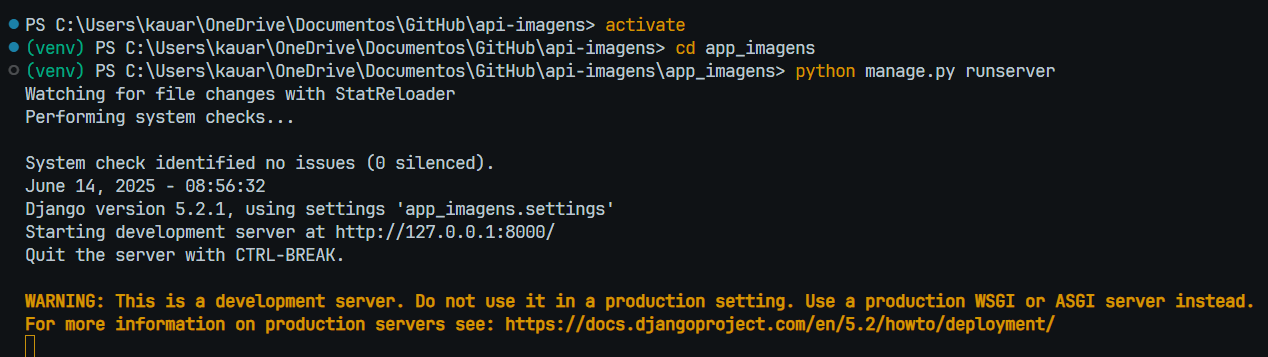 PS C:\Users\kauar\OneDrive\Documentos\GitHub\api-imagens> activate
(venv) PS C:\Users\kauar\OneDrive\Documentos\GitHub\api-imagens> cd app_imagens
(venv) PS C:\Users\kauar\OneDrive\Documentos\GitHub\api-imagens\app_imagens> python manage.py runserver
Watching for file changes with StatReloader
Performing system checks...
System check identified no issues (0 silenced).
June 14, 2025 - 08:56:32
Django version 5.2.1, using settings 'app_imagens.settings'
Starting development server at http://127.0.0.1:8000/
Quit the server with CTRL-BREAK.
WARNING: This is a development server. Do not use it in a production setting. Use a production WSGI or ASGI server instead.
For more information on production servers see: https://docs.djangoproject.com/en/5.2/howto/deployment/